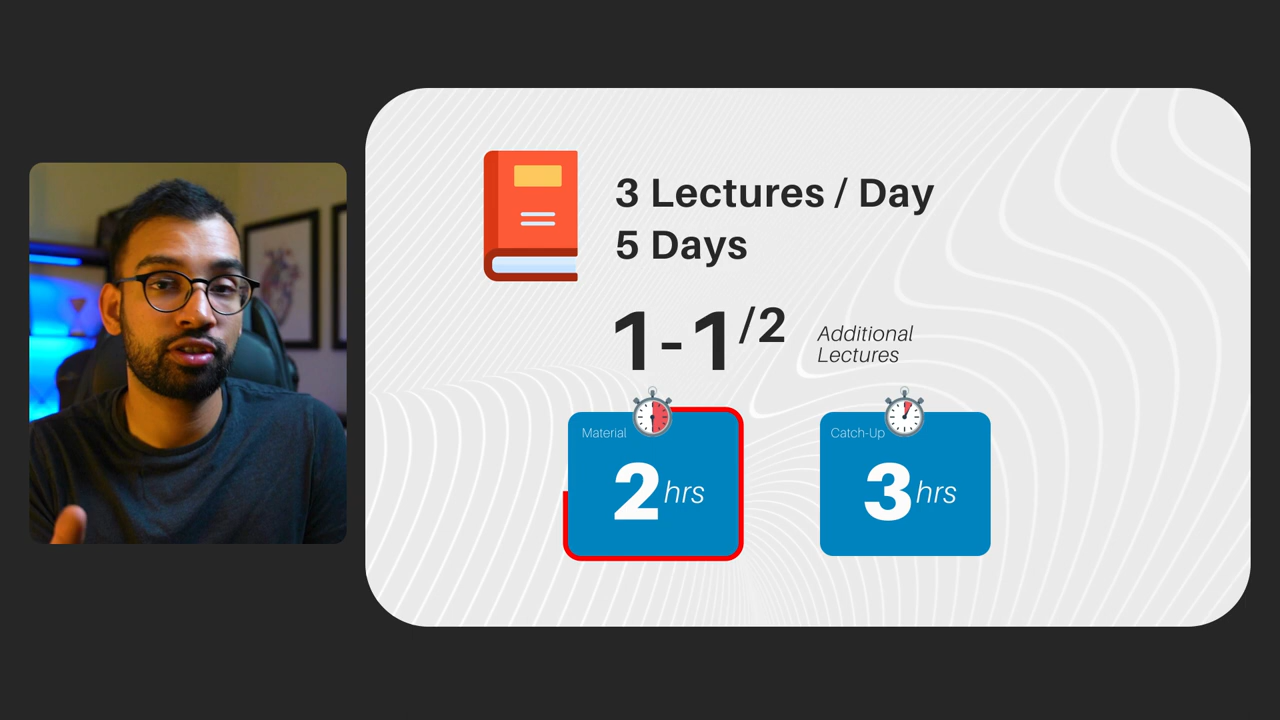 3 Lectures / Day
5 Days
1-1/2
Additional
Lectures
Material
2 hrs
Catch-Up
3 hrs